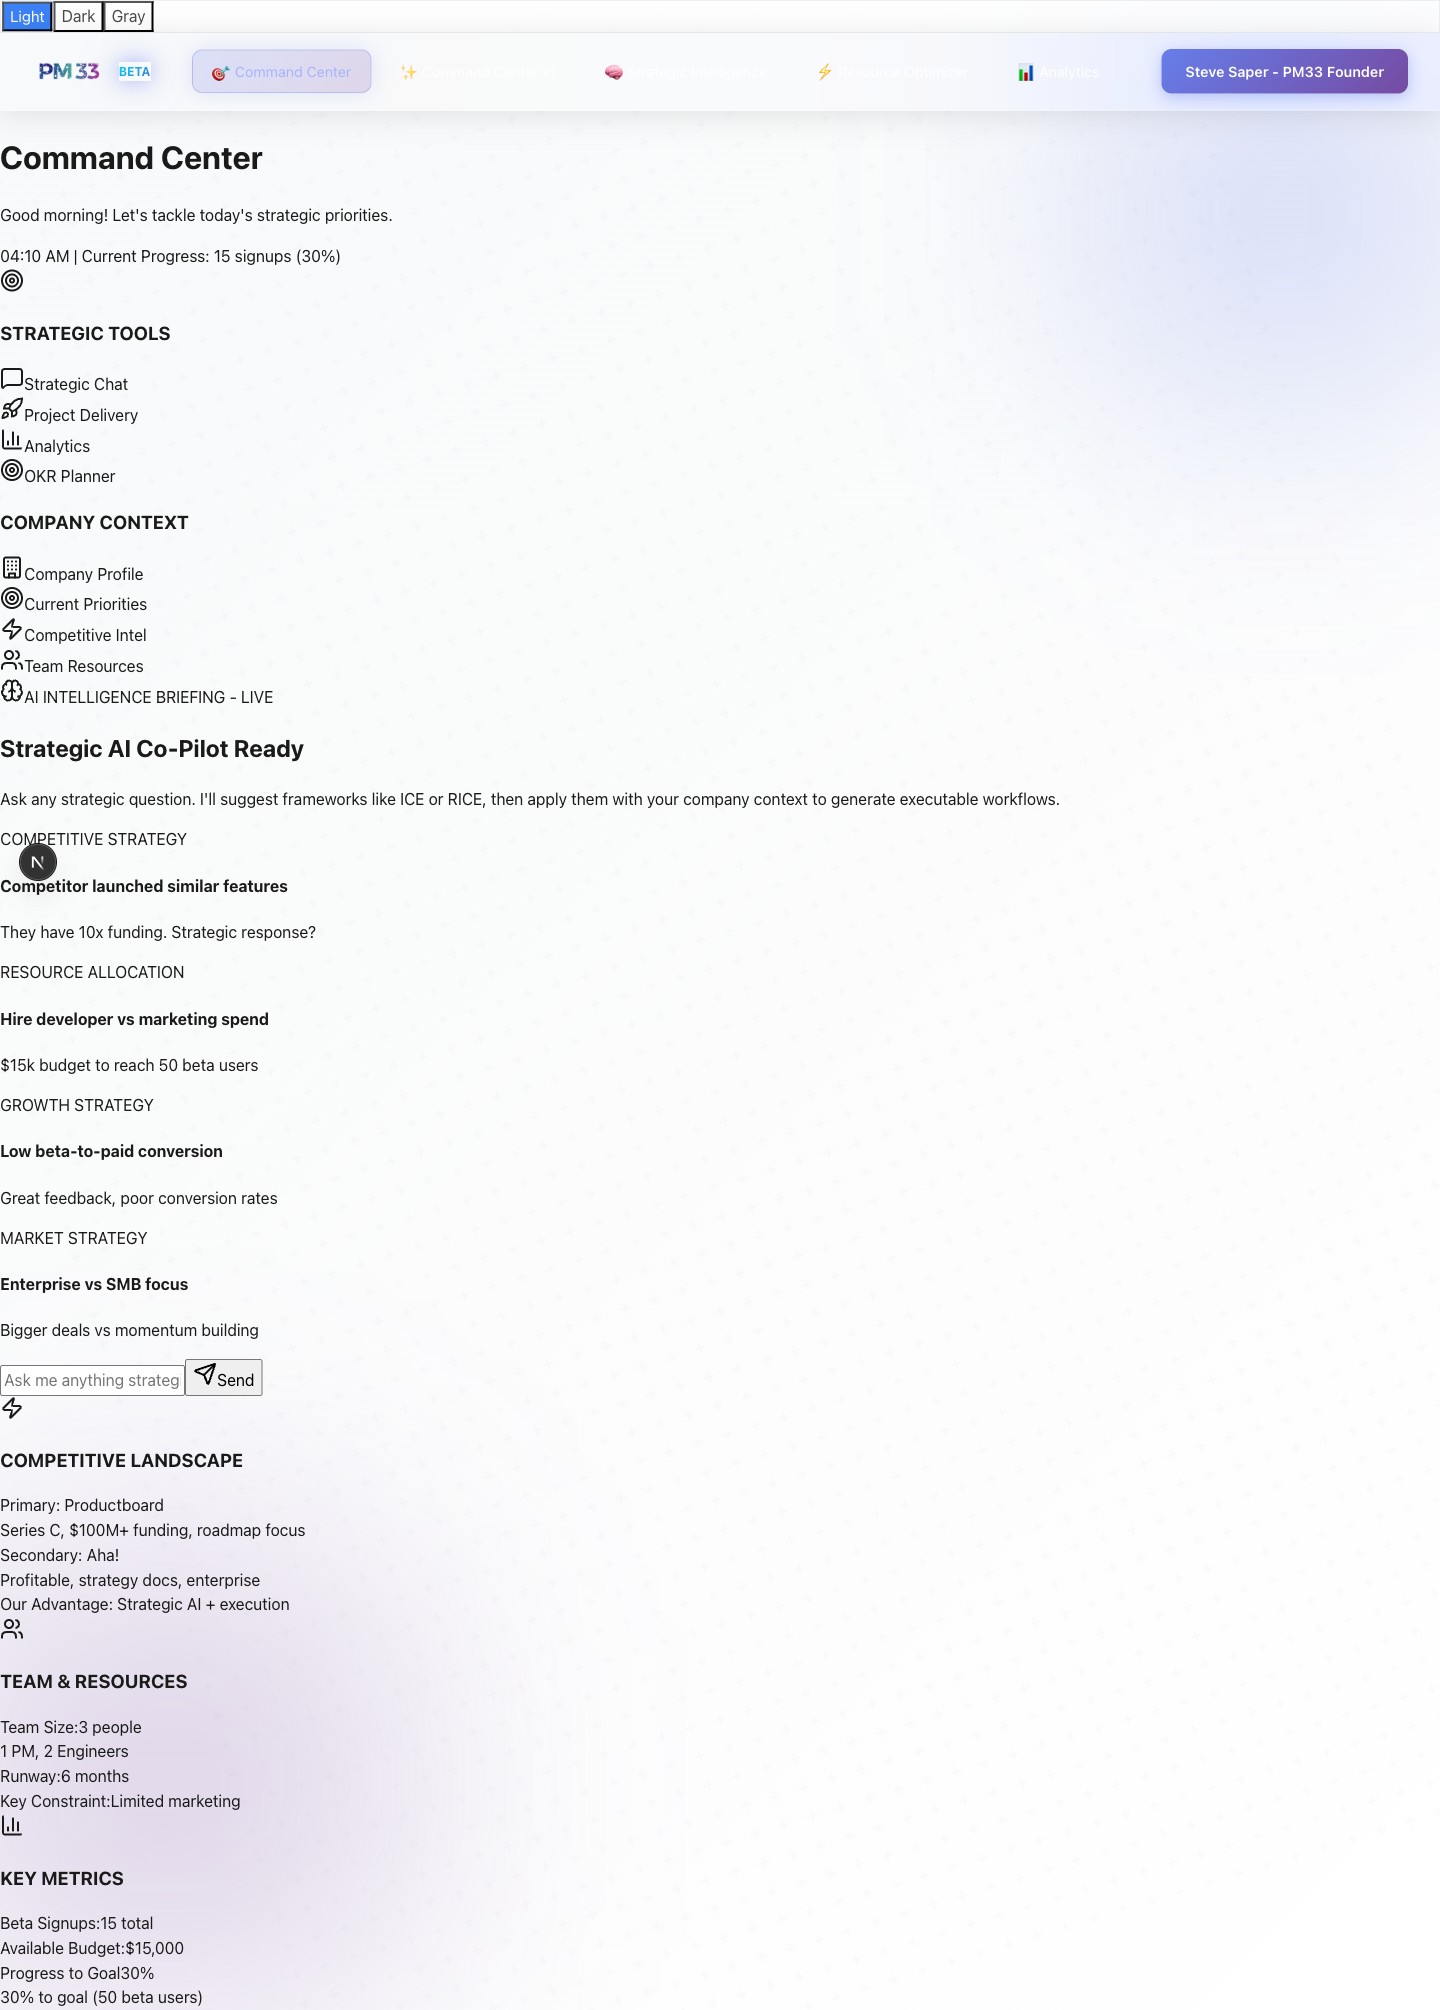 Light Dark Gray
PM33 BETA 🎯 Command Center ✨ Command Center 🧠 Strategic Intelligence ⚡ Resource Optimizer 📊 Analytics Steve Saper - PM33 Founder
Command Center
Good morning! Let's tackle today's strategic priorities.
04:10 AM | Current Progress: 15 signups (30%)
STRATEGIC TOOLS
Strategic Chat
Project Delivery
Analytics
OKR Planner
COMPANY CONTEXT
Company Profile
Current Priorities
Competitive Intel
Team Resources
AI INTELLIGENCE BRIEFING - LIVE
Strategic AI Co-Pilot Ready
Ask any strategic question. I'll suggest frameworks like ICE or RICE, then apply them with your company context to generate executable workflows.
COMPETITIVE STRATEGY
N
Competitor launched similar features
They have 10x funding. Strategic response?
RESOURCE ALLOCATION
Hire developer vs marketing spend
$15k budget to reach 50 beta users
GROWTH STRATEGY
Low beta-to-paid conversion
Great feedback, poor conversion rates
MARKET STRATEGY
Enterprise vs SMB focus
Bigger deals vs momentum building
Ask me anything strateg Send
COMPETITIVE LANDSCAPE
Primary: Productboard
Series C, $100M+ funding, roadmap focus
Secondary: Aha!
Profitable, strategy docs, enterprise
Our Advantage: Strategic AI + execution
TEAM & RESOURCES
Team Size:3 people
1 PM, 2 Engineers
Runway:6 months
Key Constraint:Limited marketing
KEY METRICS
Beta Signups:15 total
Available Budget:$15,000
Progress to Goal30%
30% to goal (50 beta users)